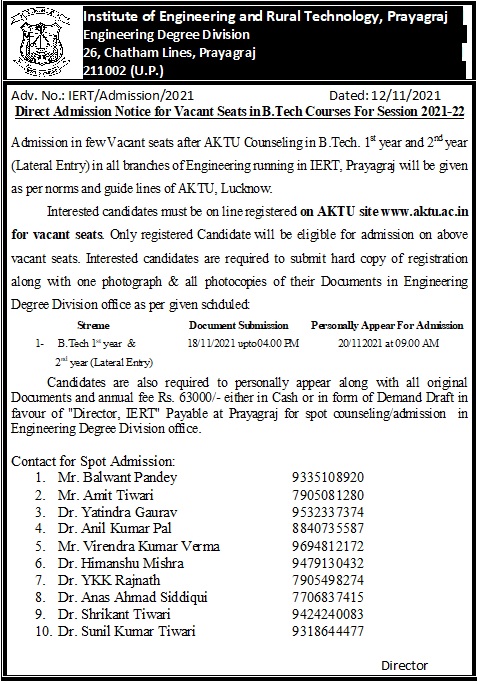 Institute of Engineering and Rural Technology, Prayagraj
Engineering Degree Division
26, Chatham Lines, Prayagraj
211002 (U.P.)
Adv. No.: IERT/Admission/2021 Dated: 12/11/2021
Direct Admission Notice for Vacant Seats in B.Tech Courses For Session 2021-22
Admission in few Vacant seats after AKTU Counseling in B.Tech. 1st year and 2nd year
(Lateral Entry) in all branches of Engineering running in IERT, Prayagraj will be given
as per norms and guide lines of AKTU, Lucknow.
Interested candidates must be on line registered on AKTU site www.aktu.ac.in
for vacant seats. Only registered Candidate will be eligible for admission on above
vacant seats. Interested candidates are required to submit hard copy of registration
along with one photograph & all photocopies of their Documents in Engineering
Degree Division office as per given schduled:
Streme Document Submission Personally Appear For Admission
1- B.Tech 1st year & 18/11/2021 upto04.00 PM 20/112021 at 09.00 AM
2nd year (Lateral Entry)
Candidates are also required to personally appear along with all original
Documents and annual fee Rs. 63000/- either in Cash or in form of Demand Draft in
favour of "Director, IERT" Payable at Prayagraj for spot counseling/admission in
Engineering Degree Division office.
Contact for Spot Admission:
1. Mr. Balwant Pandey 9335108920
2. Mr. Amit Tiwari 7905081280
3. Dr. Yatindra Gaurav 9532337374
4. Dr. Anil Kumar Pal 8840735587
5. Mr. Virendra Kumar Verma 9694812172
6. Dr. Himanshu Mishra 9479130432
7. Dr. YKK Rajnath 7905498274
8. Dr. Anas Ahmad Siddiqui 7706837415
9. Dr. Shrikant Tiwari 9424240083
10. Dr. Sunil Kumar Tiwari 9318644477
Director